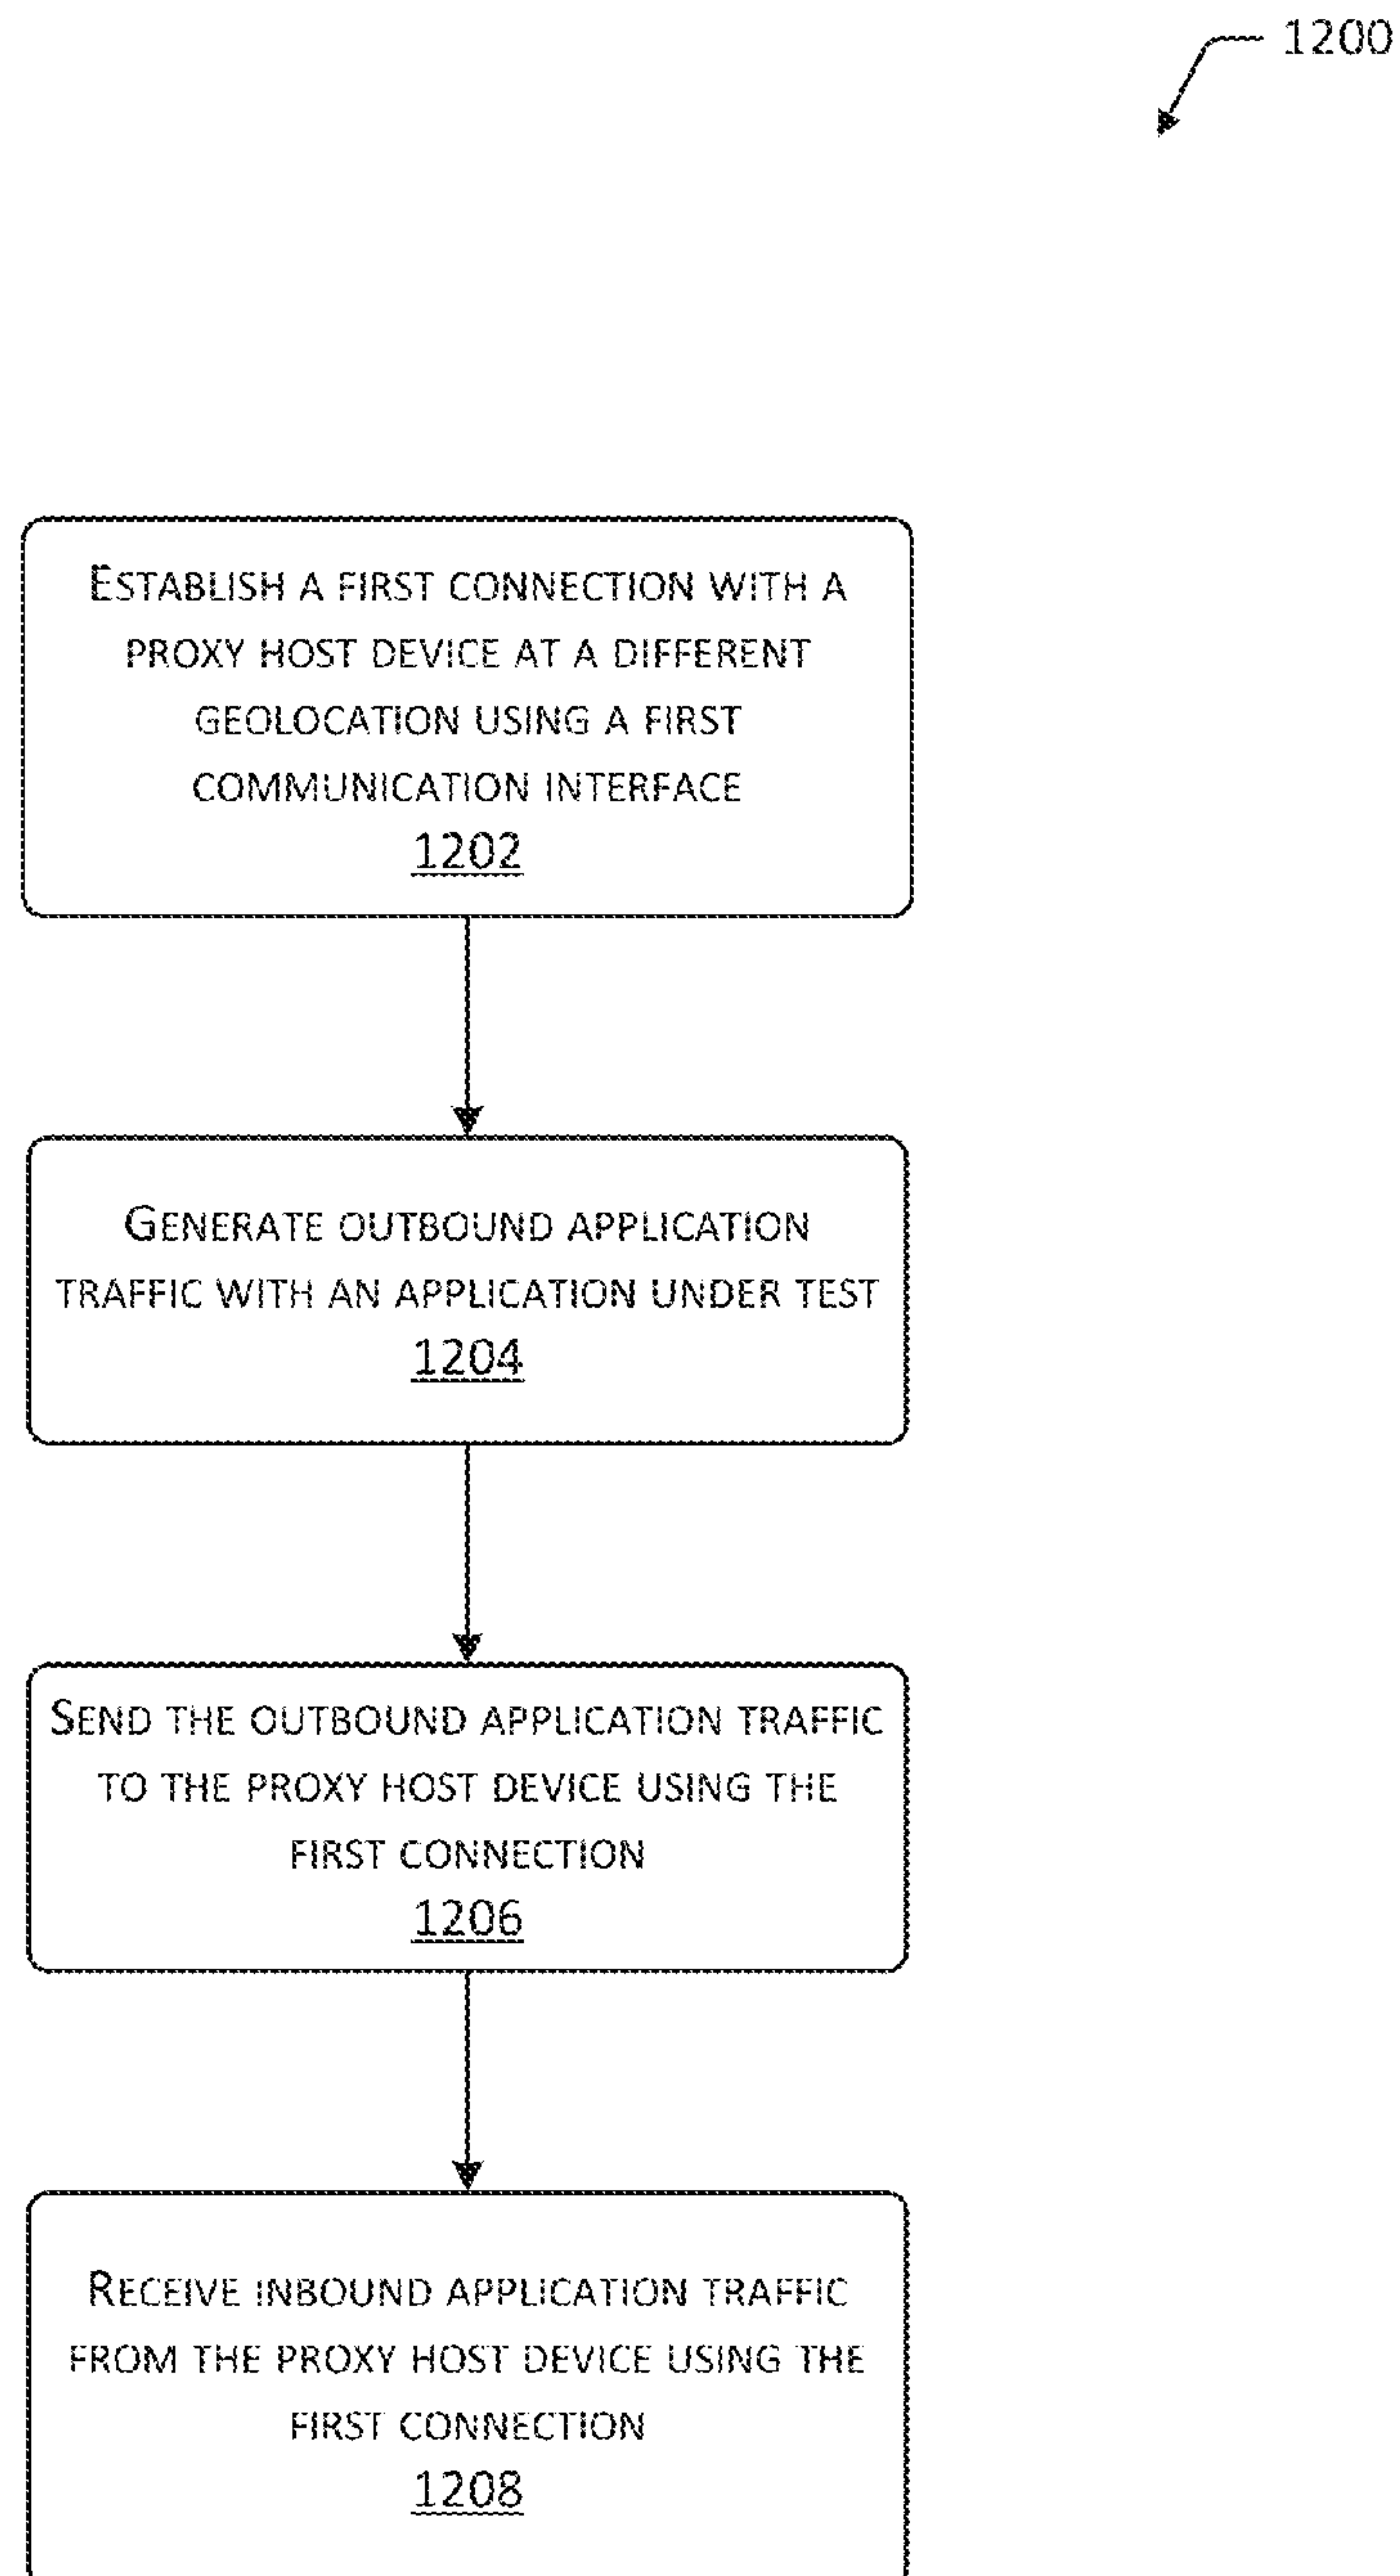 1200
ESTABLISH A FIRST CONNECTION WITH A
PROXY HOST DEVICE AT A DIFFERENT
GEOLOCATION USING A FIRST
COMMUNICATION INTERFACE
1202
GENERATE OUTBOUND APPLICATION
TRAFFIC WITH AN APPLICATION UNDER TEST
1204
SEND THE OUTBOUND APPLICATION TRAFFIC
TO THE PROXY HOST DEVICE USING THE
FIRST CONNECTION
1206
RECEIVE INBOUND APPLICATION TRAFFIC
FROM THE PROXY HOST DEVICE USING THE
FIRST CONNECTION
1208